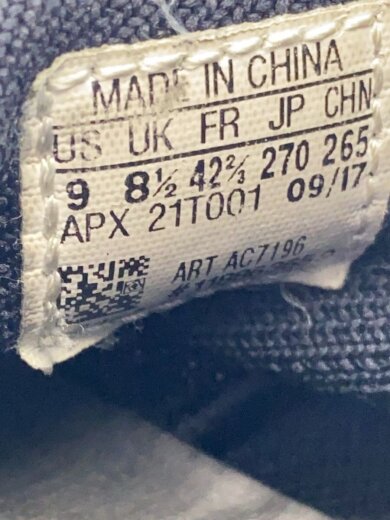 MADE IN CHINA
US UK FR JP CHN
9 8½ 42⅔ 270 265
APX 21T001 09/17
ART AC7196